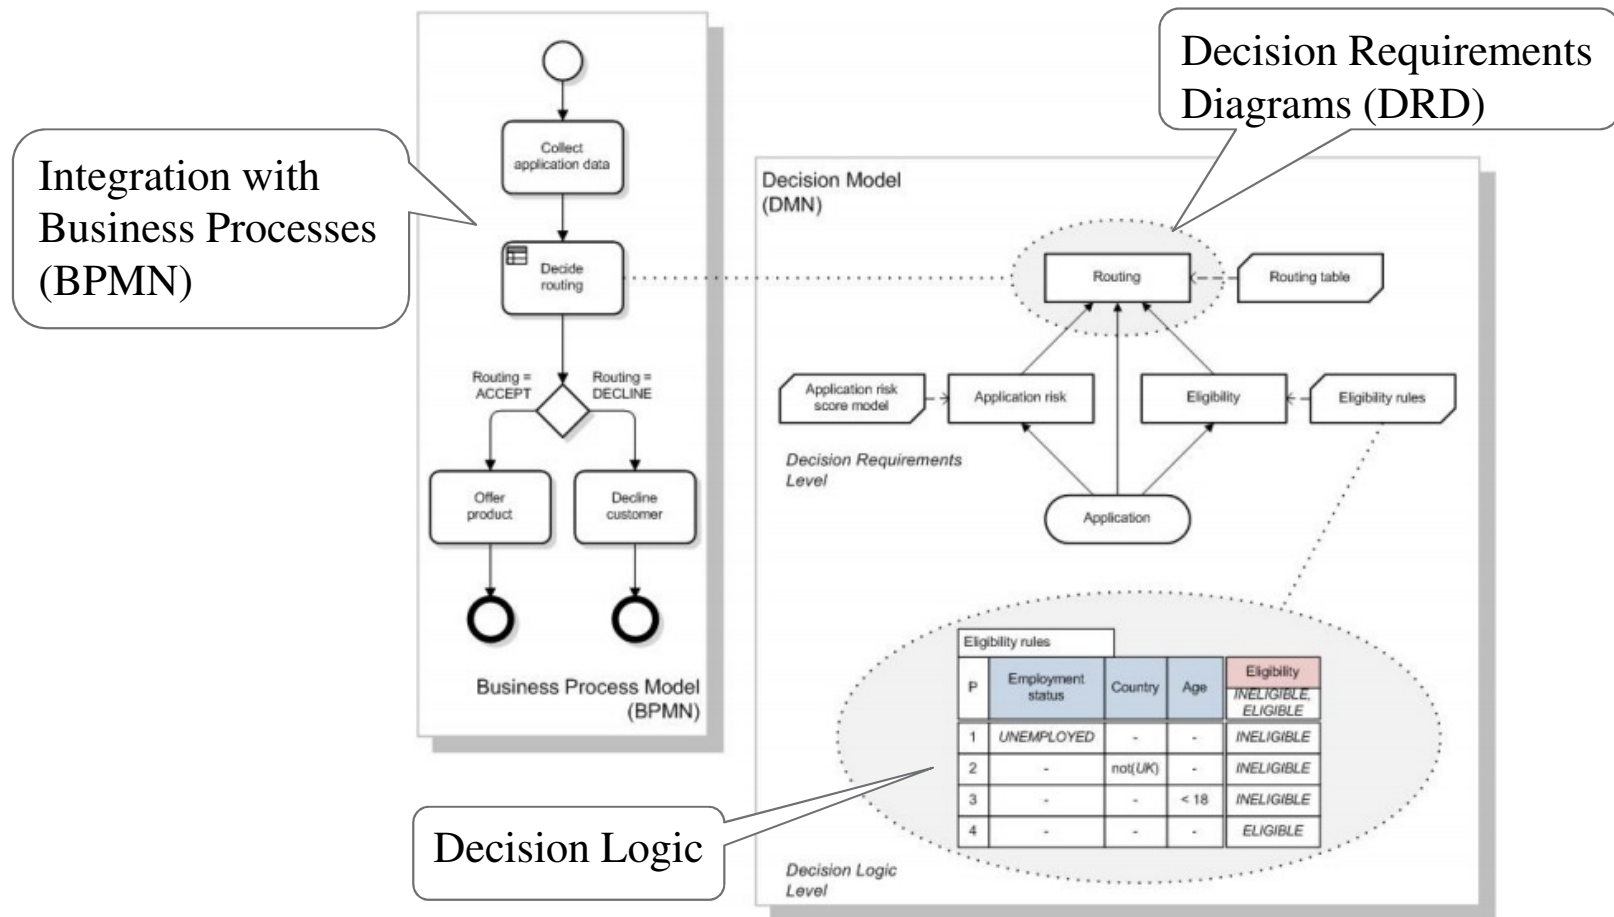 Integration with
Business Processes
(BPMN)
Collect
application data
Decide
routing
Routing =
ACCEPT
Routing =
DECLINE
Offer
product
Decline
customer
Business Process Model
(BPMN)
Decision Requirements
Diagrams (DRD)
Decision Model
(DMN)
Routing
Routing table
Application risk
score model
Application risk
Eligibility
Eligibility rules
Decision Requirements
Level
Application
Eligibility rules
P Employment status Country Age Eligibility
INELIGIBLE,
ELIGIBLE
1 UNEMPLOYED - - INELIGIBLE
2 - not(UK) - INELIGIBLE
3 - - < 18 INELIGIBLE
4 - - - ELIGIBLE
Decision Logic
Decision Logic
Level